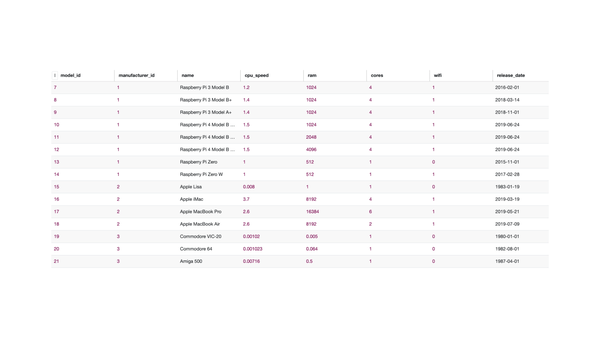 model_id manufacturer_id name cpu_speed ram cores wifi release_date
7 1 Raspberry Pi 3 Model B 1.2 1024 4 1 2016-02-01
8 1 Raspberry Pi 3 Model B+ 1.4 1024 4 1 2018-03-14
9 1 Raspberry Pi 3 Model A+ 1.4 1024 4 1 2018-11-01
10 1 Raspberry Pi 4 Model B ... 1.5 1024 4 1 2019-06-24
11 1 Raspberry Pi 4 Model B ... 1.5 2048 4 1 2019-06-24
12 1 Raspberry Pi 4 Model B ... 1.5 4096 4 1 2019-06-24
13 1 Raspberry Pi Zero 1 512 1 0 2015-11-01
14 1 Raspberry Pi Zero W 1 512 1 1 2017-02-28
15 2 Apple Lisa 0.008 1 1 0 1983-01-19
16 2 Apple iMac 3.7 8192 4 1 2019-03-19
17 2 Apple MacBook Pro 2.6 16384 6 1 2019-05-21
18 2 Apple MacBook Air 2.6 8192 2 1 2019-07-09
19 3 Commodore VIC-20 0.00102 0.005 1 0 1980-01-01
20 3 Commodore 64 0.001023 0.064 1 0 1982-08-01
21 3 Amiga 500 0.00716 0.5 1 0 1987-04-01